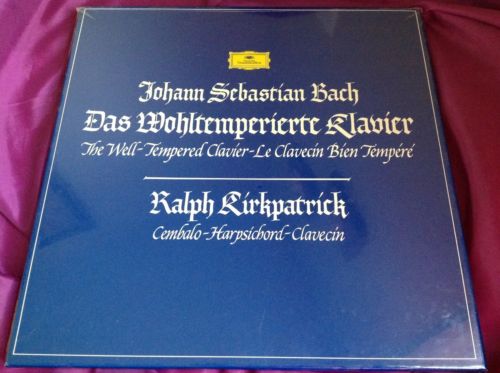 Johann Sebastian Bach
Das Wohltemperierte Klavier
The Well-Tempered Clavier-Le Clavecin Bien Tempéré
Ralph Kirkpatrick
Cembalo-Harpsichord-Clavecin